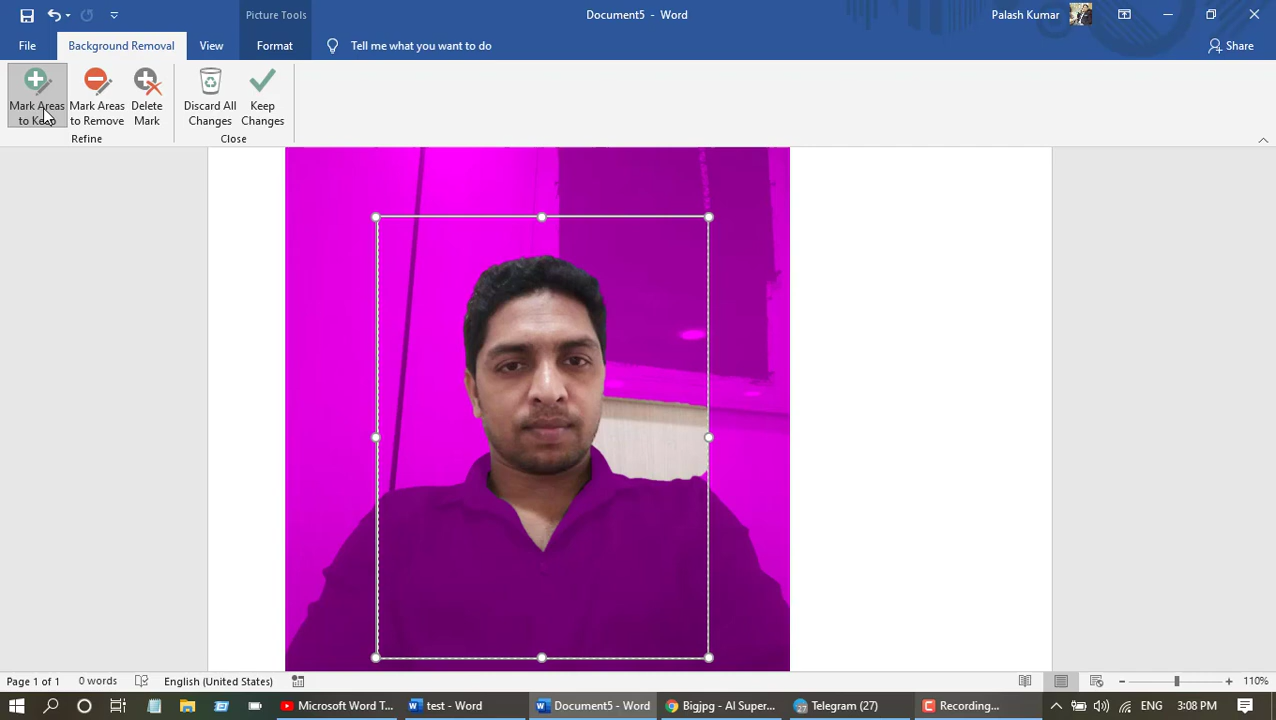 Picture Tools
Document5 - Word
Palash Kumar
File
Background Removal
View
Format
Tell me what you want to do
Share
Mark Areas to Keep
Mark Areas to Remove
Delete Mark
Discard All Changes
Keep Changes
Refine
Close
Page 1 of 1
0 words
English (United States)
110%
Microsoft Word T...
test - Word
Document5 - Word
Bigjpg - AI Super...
Telegram (27)
Recording...
3:08 PM